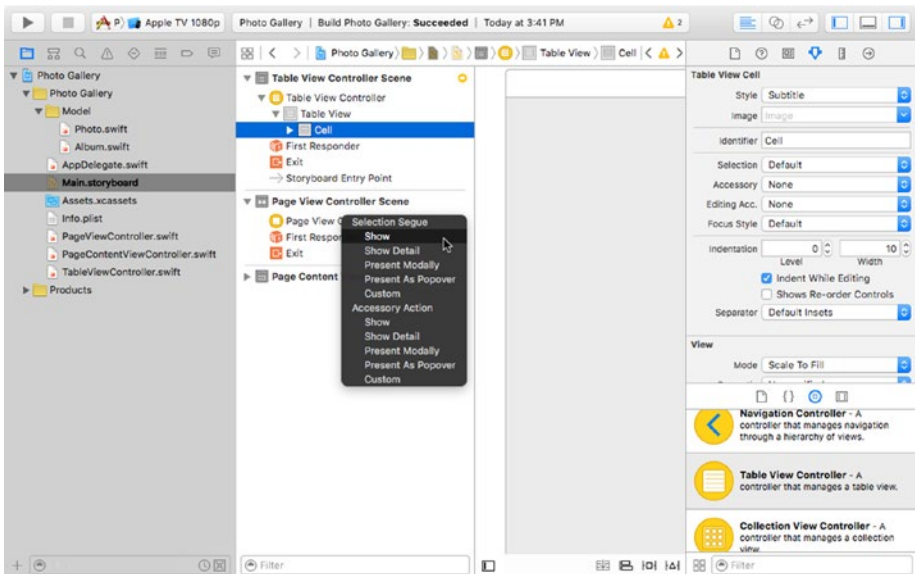 P
Apple TV 1080p
Photo Gallery | Build Photo Gallery: Succeeded | Today at 3:41 PM
2
Photo Gallery
Table View
Cell
Photo Gallery
Photo Gallery
Model
Photo.swift
Album.swift
AppDelegate.swift
Main.storyboard
Assets.xcassets
Info.plist
PageViewController.swift
PageContentViewController.swift
TableViewController.swift
Products
Table View Controller Scene
Table View Controller
Table View
Cell
First Responder
Exit
Storyboard Entry Point
Page View Controller Scene
Page View
First Respon
Exit
Page Content
Selection Segue
Show
Show Detail
Present Modally
Present As Popover
Custom
Accessory Action
Show
Show Detail
Present Modally
Present As Popover
Custom
Table View Cell
Style Subtitle
Image Image
Identifier Cell
Selection Default
Accessory None
Editing Acc. None
Focus Style Default
Indentation 0 10
Level Width
Indent While Editing
Shows Re-order Controls
Separator Default Insets
View
Mode Scale To Fill
Navigation Controller - A
controller that manages navigation
through a hierarchy of views.
Table View Controller - A
controller that manages a table view.
Collection View Controller - A
controller that manages a collection
view.
Filter
Filter